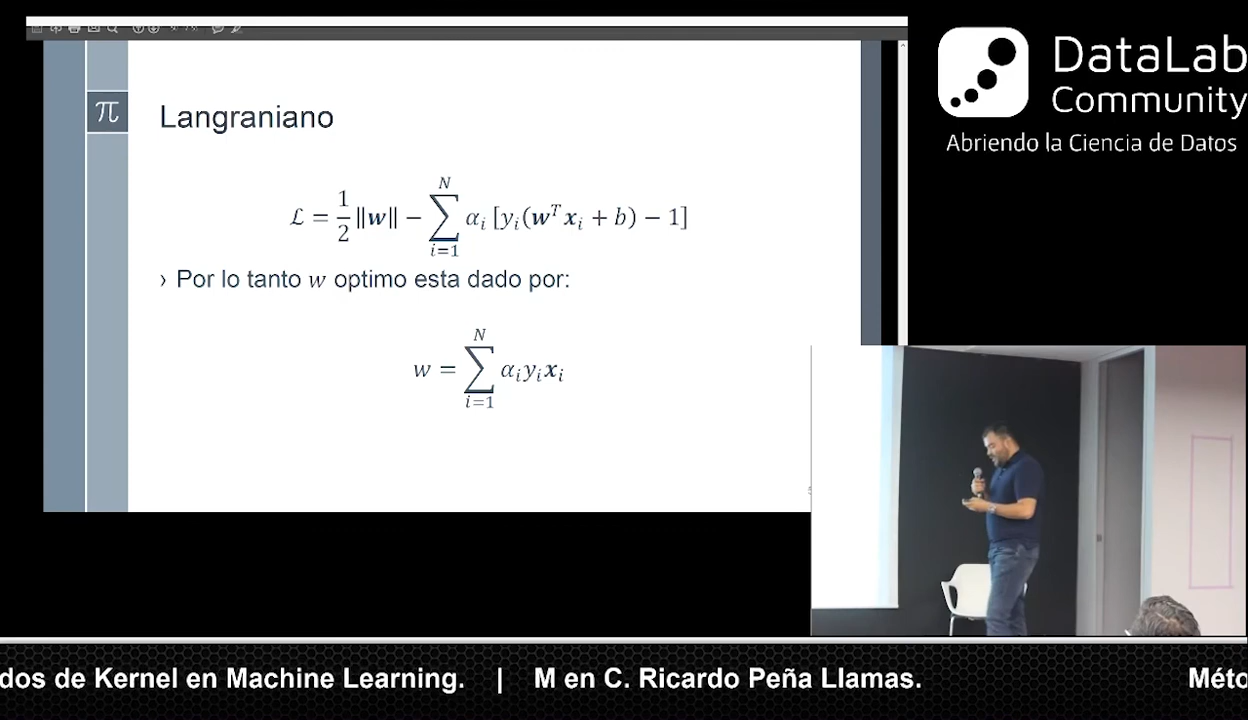 DataLab
Community
Abriendo la Ciencia de Datos
π
Langraniano
ℒ = 1/2 ||w|| − ∑_{i=1}^{N} α_i [y_i(w^T x_i + b) − 1]
› Por lo tanto w optimo esta dado por:
w = ∑_{i=1}^{N} α_i y_i x_i
dos de Kernel en Machine Learning. | M en C. Ricardo Peña Llamas. Méto